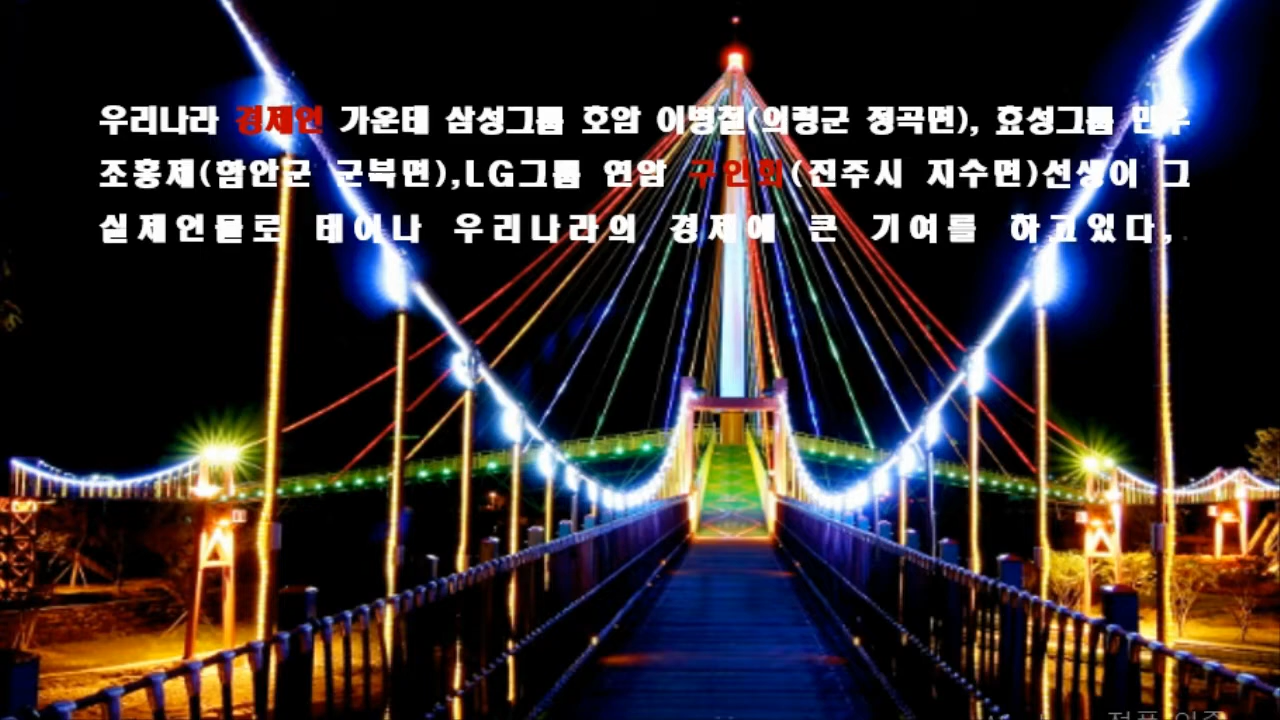 우리나라 경제언 가운테 삼성그룹 호암 이병철(의령군 정곡면), 효성그룹 만우
조홍제(함안군 군북면),LG그룹 연암 구인회(진주시 지수면)선생이 그
실제언물로 태어나 우리나라의 경제에 큰 기여를 하고있다,